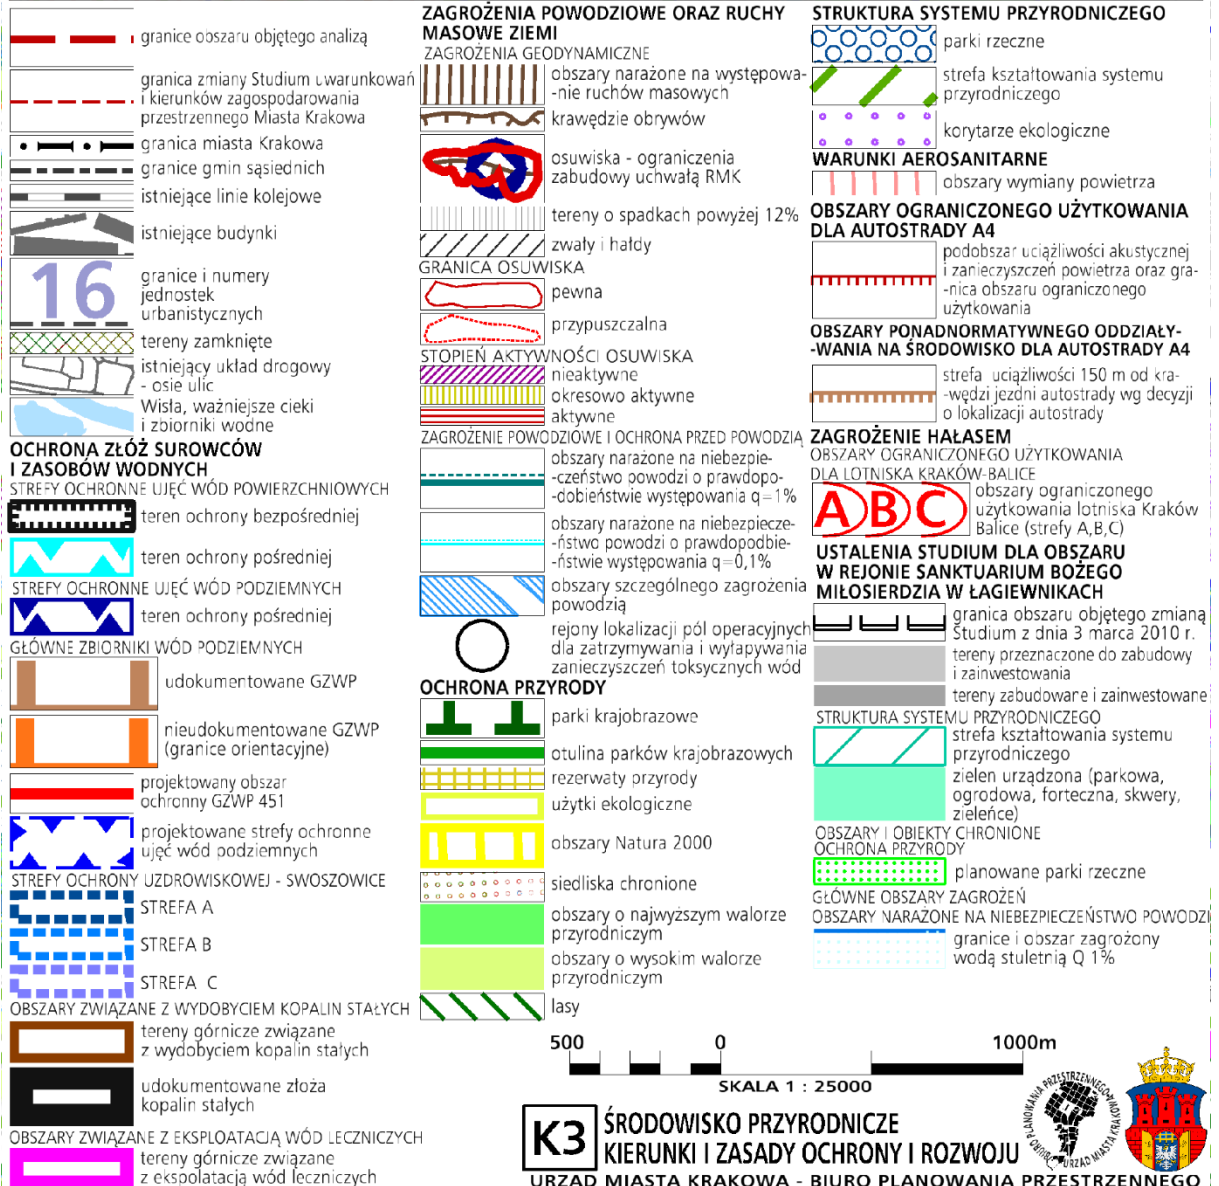 granice obszaru objętego analizą
granica zmiany Studium uwarunkowań
i kierunków zagospodarowania
przestrzennego Miasta Krakowa
granica miasta Krakowa
granice gmin sąsiednich
istniejące linie kolejowe
istniejące budynki
16
granice i numery
jednostek
urbanistycznych
tereny zamknięte
istniejący układ drogowy
- osie ulic
Wisła, ważniejsze cieki
i zbiorniki wodne
OCHRONA ZŁÓŻ SUROWCÓW
I ZASOBÓW WODNYCH
STREFY OCHRONNE UJĘĆ WÓD POWIERZCHNIOWYCH
teren ochrony bezpośredniej
teren ochrony pośredniej
STREFY OCHRONNE UJĘĆ WÓD PODZIEMNYCH
teren ochrony pośredniej
GŁÓWNE ZBIORNIKI WÓD PODZIEMNYCH
udokumentowane GZWP
nieudokumentowane GZWP
(granice orientacyjne)
projektowany obszar
ochronny GZWP 451
projektowane strefy ochronne
ujęć wód podziemnych
STREFY OCHRONY UZDROWISKOWEJ - SWOSZOWICE
STREFA A
STREFA B
STREFA C
OBSZARY ZWIĄZANE Z WYDOBYCIEM KOPALIN STAŁYCH
tereny górnicze związane
z wydobyciem kopalin stałych
udokumentowane złoża
kopalin stałych
OBSZARY ZWIĄZANE Z EKSPLOATACJĄ WÓD LECZNICZYCH
tereny górnicze związane
z ekspolatacją wód leczniczych
ZAGROŻENIA POWODZIOWE ORAZ RUCHY
MASOWE ZIEMI
ZAGROŻENIA GEODYNAMICZNE
obszary narażone na występowa-
-nie ruchów masowych
krawędzie obrywów
osuwiska - ograniczenia
zabudowy uchwałą RMK
tereny o spadkach powyżej 12%
zwały i hałdy
GRANICA OSUWISKA
pewna
przypuszczalna
STOPIEŃ AKTYWNOŚCI OSUWISKA
nieaktywne
okresowo aktywne
aktywne
ZAGROŻENIE POWODZIOWE I OCHRONA PRZED POWODZIĄ
obszary narażone na niebezpie-
-czeństwo powodzi o prawdopo-
-dobieństwie występowania q=1%
obszary narażone na niebezpiecze-
-ństwo powodzi o prawdopodbie-
-ństwie występowania q=0,1%
obszary szczególnego zagrożenia
powodzią
rejony lokalizacji pól operacyjnych
dla zatrzymywania i wyłapywania
zanieczyszczeń toksycznych wód
OCHRONA PRZYRODY
parki krajobrazowe
otulina parków krajobrazowych
rezerwaty przyrody
użytki ekologiczne
obszary Natura 2000
siedliska chronione
obszary o najwyższym walorze
przyrodniczym
obszary o wysokim walorze
przyrodniczym
lasy
STRUKTURA SYSTEMU PRZYRODNICZEGO
parki rzeczne
strefa kształtowania systemu
przyrodniczego
korytarze ekologiczne
WARUNKI AEROSANITARNE
obszary wymiany powietrza
OBSZARY OGRANICZONEGO UŻYTKOWANIA
DLA AUTOSTRADY A4
podobszar uciążliwości akustycznej
i zanieczyszczeń powietrza oraz gra-
-nica obszaru ograniczonego
użytkowania
OBSZARY PONADNORMATYWNEGO ODDZIAŁY-
-WANIA NA ŚRODOWISKO DLA AUTOSTRADY A4
strefa uciążliwości 150 m od kra-
-wędzi jezdni autostrady wg decyzji
o lokalizacji autostrady
ZAGROŻENIE HAŁASEM
OBSZARY OGRANICZONEGO UŻYTKOWANIA
DLA LOTNISKA KRAKÓW-BALICE
A B C
obszary ograniczonego
użytkowania lotniska Kraków
Balice (strefy A,B,C)
USTALENIA STUDIUM DLA OBSZARU
W REJONIE SANKTUARIUM BOŻEGO
MIŁOSIERDZIA W ŁAGIEWNIKACH
granica obszaru objętego zmianą
Studium z dnia 3 marca 2010 r.
tereny przeznaczone do zabudowy
i zainwestowania
tereny zabudowane i zainwestowane
STRUKTURA SYSTEMU PRZYRODNICZEGO
strefa kształtowania systemu
przyrodniczego
zielen urządzona (parkowa,
ogrodowa, forteczna, skwery,
zieleńce)
OBSZARY I OBIEKTY CHRONIONE
OCHRONA PRZYRODY
planowane parki rzeczne
GŁÓWNE OBSZARY ZAGROŻEŃ
OBSZARY NARAŻONE NA NIEBEZPIECZEŃSTWO POWODZI
granice i obszar zagrożony
wodą stuletnią Q 1%
500 0 1000m
SKALA 1 : 25000
K3
ŚRODOWISKO PRZYRODNICZE
KIERUNKI I ZASADY OCHRONY I ROZWOJU
BIURO PLANOWANIA PRZESTRZENNEGO URZĄD MIASTA KRAKOWA
URZĄD MIASTA KRAKOWA - BIURO PLANOWANIA PRZESTRZENNEGO